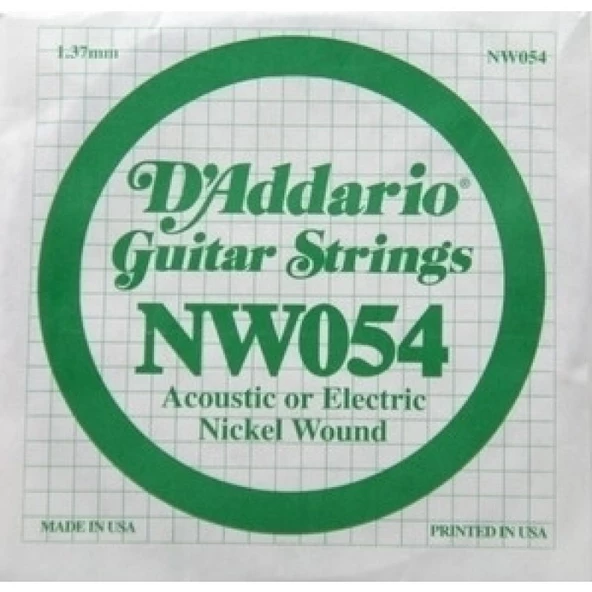 1.37mm NW054
D'Addario®
Guitar Strings
NW054
Acoustic or Electric
Nickel Wound
MADE IN USA PRINTED IN USA